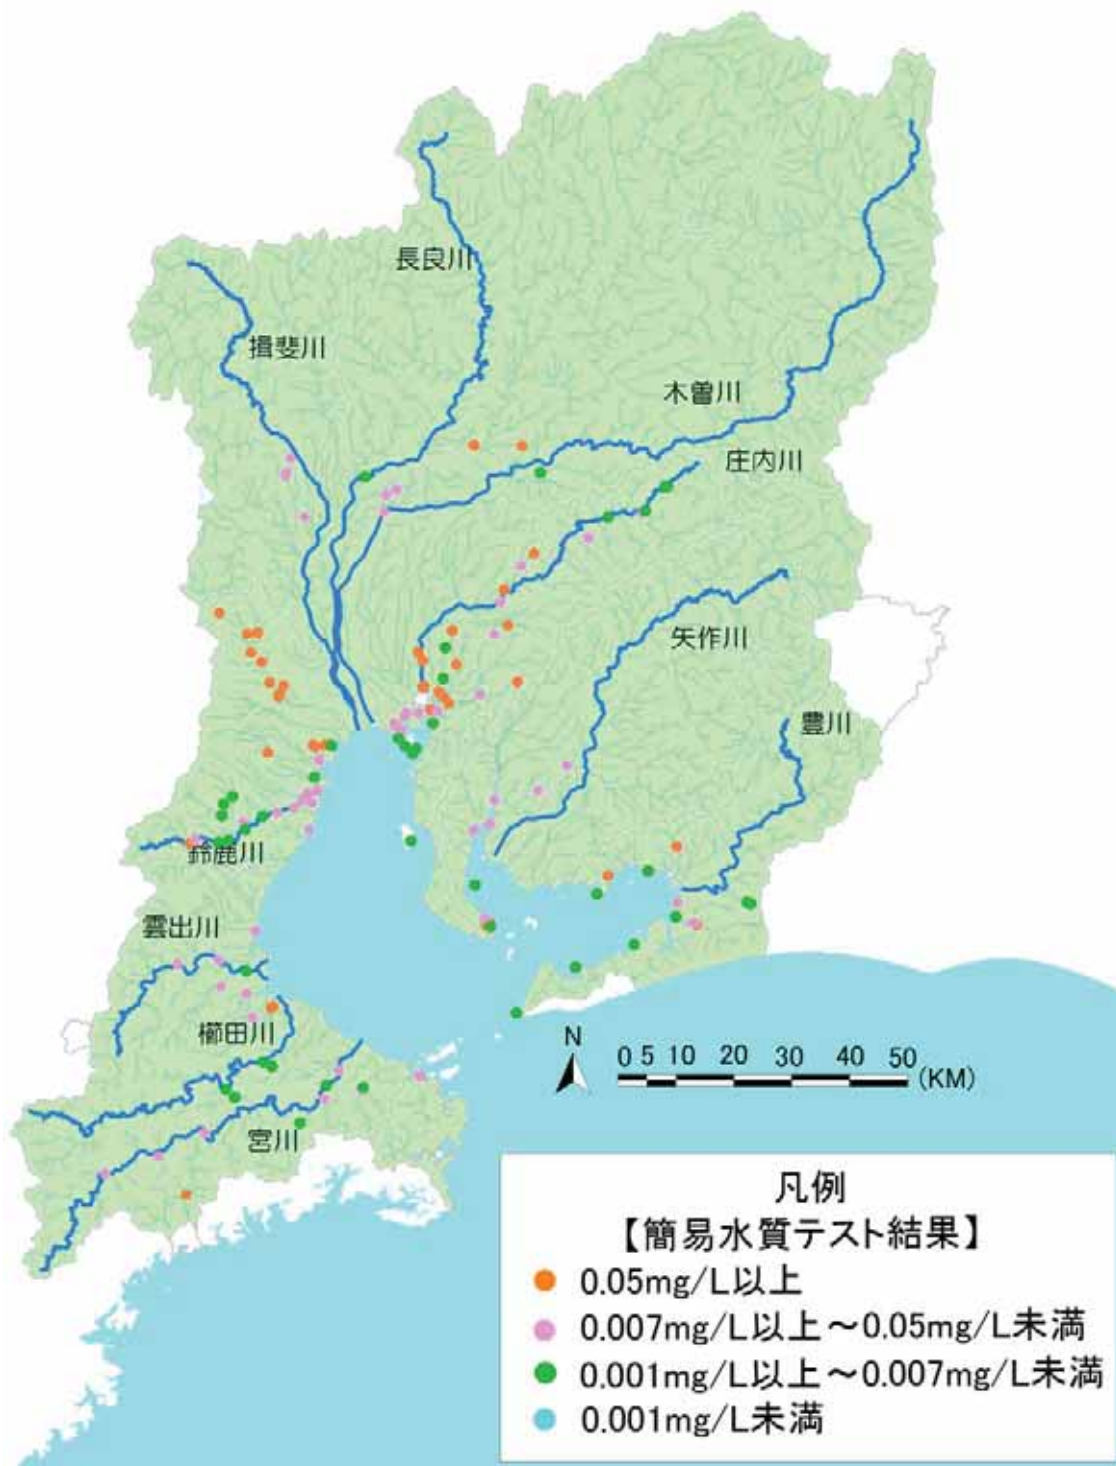 長良川
揖斐川
木曽川
庄内川
矢作川
豊川
鈴鹿川
雲出川
櫛田川
宮川
N
0 5 10 20 30 40 50
(KM)
凡例
【簡易水質テスト結果】
0.05mg/L以上
0.007mg/L以上～0.05mg/L未満
0.001mg/L以上～0.007mg/L未満
0.001mg/L未満